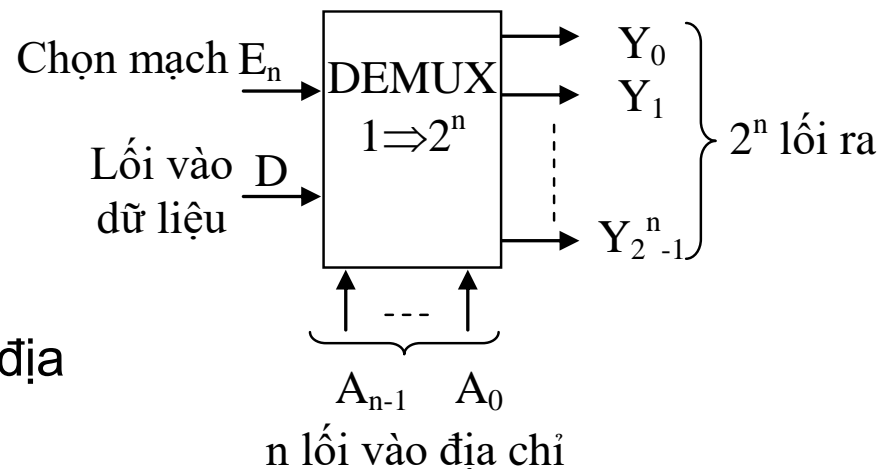 Chọn mạch Eₙ
Lối vào
dữ liệu
D
DEMUX
1⇒2ⁿ
Y₀
Y₁
Y₂ⁿ₋₁
2ⁿ lối ra
---
địa
Aₙ₋₁ A₀
n lối vào địa chỉ